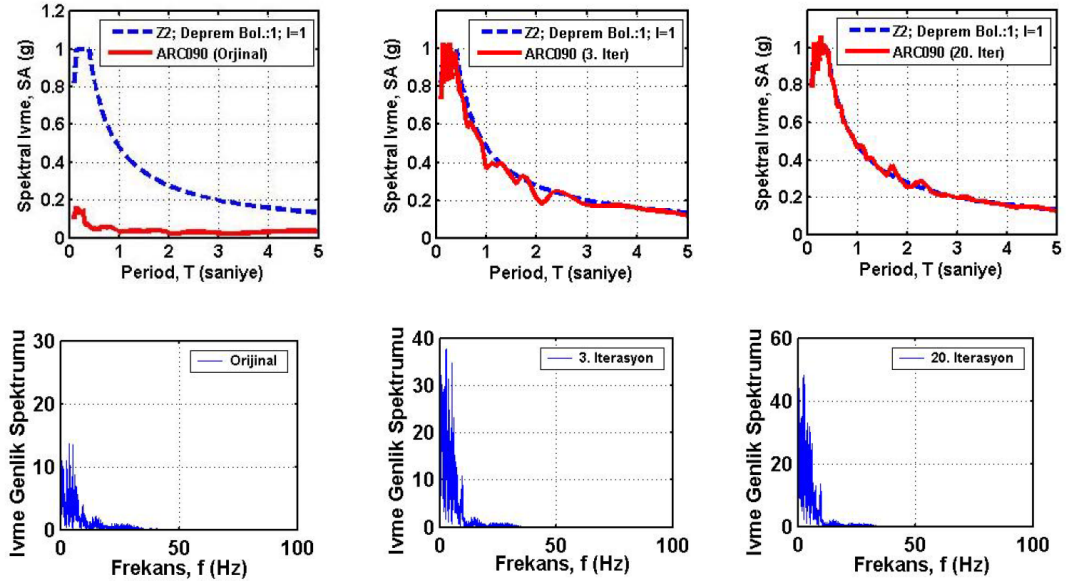 Z2; Deprem Bol.:1; I=1
ARC090 (Orjinal)
Spektral Ivme, SA (g)
1.2
1
0.8
0.6
0.4
0.2
0
0 1 2 3 4 5
Period, T (saniye)
Z2; Deprem Bol.:1; I=1
ARC090 (3. Iter)
Spektral Ivme, SA (g)
1.2
1
0.8
0.6
0.4
0.2
0
0 1 2 3 4 5
Period, T (saniye)
Z2; Deprem Bol.:1; I=1
ARC090 (20. Iter)
Spektral Ivme, SA (g)
1.2
1
0.8
0.6
0.4
0.2
0
0 1 2 3 4 5
Period, T (saniye)
Orijinal
Ivme Genlik Spektrumu
30
20
10
0
0 50 100
Frekans, f (Hz)
3. Iterasyon
Ivme Genlik Spektrumu
40
30
20
10
0
0 50 100
Frekans, f (Hz)
20. Iterasyon
Ivme Genlik Spektrumu
60
40
20
0
0 50 100
Frekans, f (Hz)